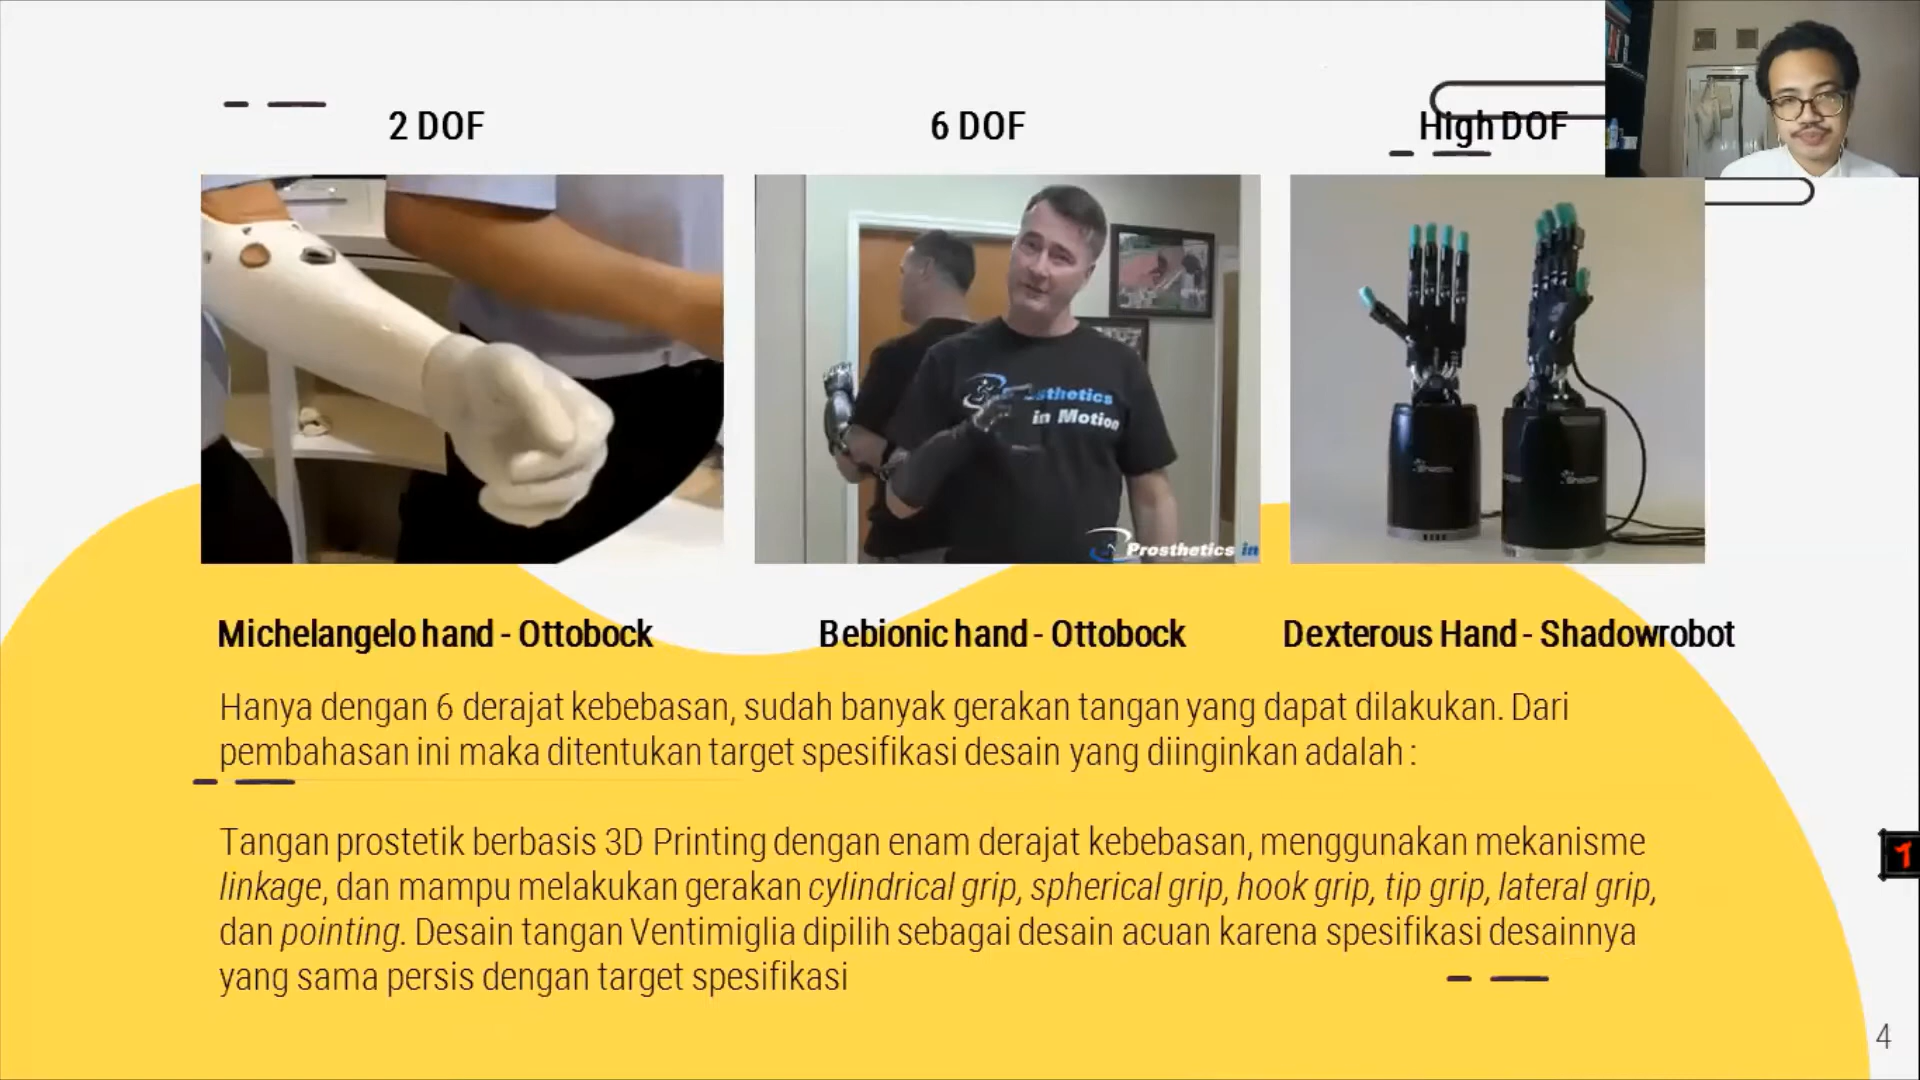 2 DOF
6 DOF
High DOF
Prosthetics in
Michelangelo hand - Ottobock
Bebionic hand - Ottobock
Dexterous Hand - Shadowrobot
Hanya dengan 6 derajat kebebasan, sudah banyak gerakan tangan yang dapat dilakukan. Dari
pembahasan ini maka ditentukan target spesifikasi desain yang diinginkan adalah :
Tangan prostetik berbasis 3D Printing dengan enam derajat kebebasan, menggunakan mekanisme
linkage, dan mampu melakukan gerakan cylindrical grip, spherical grip, hook grip, tip grip, lateral grip,
dan pointing. Desain tangan Ventimiglia dipilih sebagai desain acuan karena spesifikasi desainnya
yang sama persis dengan target spesifikasi
in Motion
4